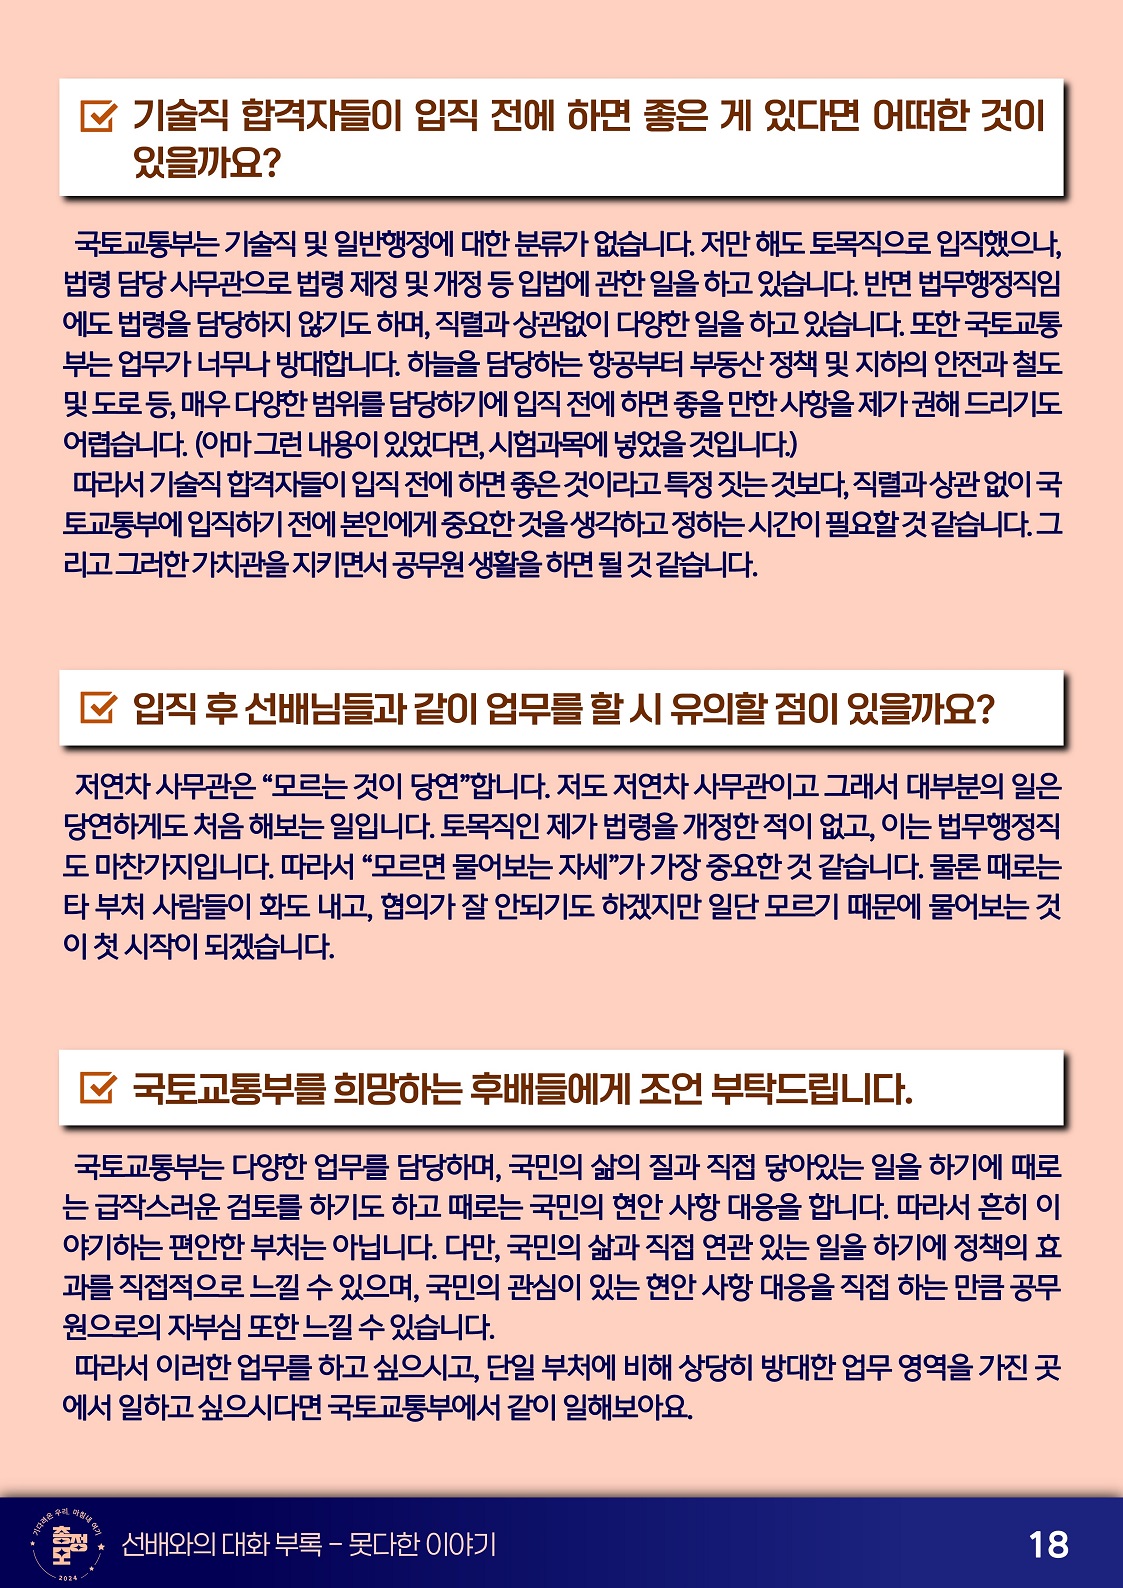 기술직 합격자들이 입직 전에 하면 좋은 게 있다면 어떠한 것이
있을까요?
국토교통부는 기술직 및 일반행정에 대한 분류가 없습니다. 저만 해도 토목직으로 입직했으나,
법령 담당 사무관으로 법령 제정 및 개정 등 입법에 관한 일을 하고 있습니다. 반면 법무행정직임
에도 법령을 담당하지 않기도 하며, 직렬과 상관없이 다양한 일을 하고 있습니다. 또한 국토교통
부는 업무가 너무나 방대합니다. 하늘을 담당하는 항공부터 부동산 정책 및 지하의 안전과 철도
및 도로 등, 매우 다양한 범위를 담당하기에 입직 전에 하면 좋을 만한 사항을 제가 권해 드리기도
어렵습니다. (아마 그런 내용이 있었다면, 시험과목에 넣었을 것입니다.)
따라서 기술직 합격자들이 입직 전에 하면 좋은 것이라고 특정 짓는 것보다, 직렬과 상관 없이 국
토교통부에 입직하기 전에 본인에게 중요한 것을 생각하고 정하는 시간이 필요할 것 같습니다. 그
리고 그러한 가치관을 지키면서 공무원 생활을 하면 될 것 같습니다.
입직 후 선배님들과 같이 업무를 할 시 유의할 점이 있을까요?
저연차 사무관은 “모르는 것이 당연”합니다. 저도 저연차 사무관이고 그래서 대부분의 일은
당연하게도 처음 해보는 일입니다. 토목직인 제가 법령을 개정한 적이 없고, 이는 법무행정직
도 마찬가지입니다. 따라서 “모르면 물어보는 자세”가 가장 중요한 것 같습니다. 물론 때로는
타 부처 사람들이 화도 내고, 협의가 잘 안되기도 하겠지만 일단 모르기 때문에 물어보는 것
이 첫 시작이 되겠습니다.
국토교통부를 희망하는 후배들에게 조언 부탁드립니다.
국토교통부는 다양한 업무를 담당하며, 국민의 삶의 질과 직접 닿아있는 일을 하기에 때로
는 급작스러운 검토를 하기도 하고 때로는 국민의 현안 사항 대응을 합니다. 따라서 흔히 이
야기하는 편안한 부처는 아닙니다. 다만, 국민의 삶과 직접 연관 있는 일을 하기에 정책의 효
과를 직접적으로 느낄 수 있으며, 국민의 관심이 있는 현안 사항 대응을 직접 하는 만큼 공무
원으로의 자부심 또한 느낄 수 있습니다.
따라서 이러한 업무를 하고 싶으시고, 단일 부처에 비해 상당히 방대한 업무 영역을 가진 곳
에서 일하고 싶으시다면 국토교통부에서 같이 일해보아요.
기다려온 우리, 마침내 여기
총정모
2024
선배와의 대화 부록 - 못다한 이야기
18